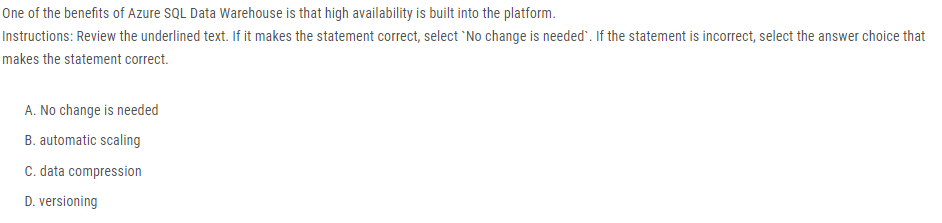 One of the benefits of Azure SQL Data Warehouse is that high availability is built into the platform.
Instructions: Review the underlined text. If it makes the statement correct, select `No change is needed`. If the statement is incorrect, select the answer choice that
makes the statement correct.
A. No change is needed
B. automatic scaling
C. data compression
D. versioning